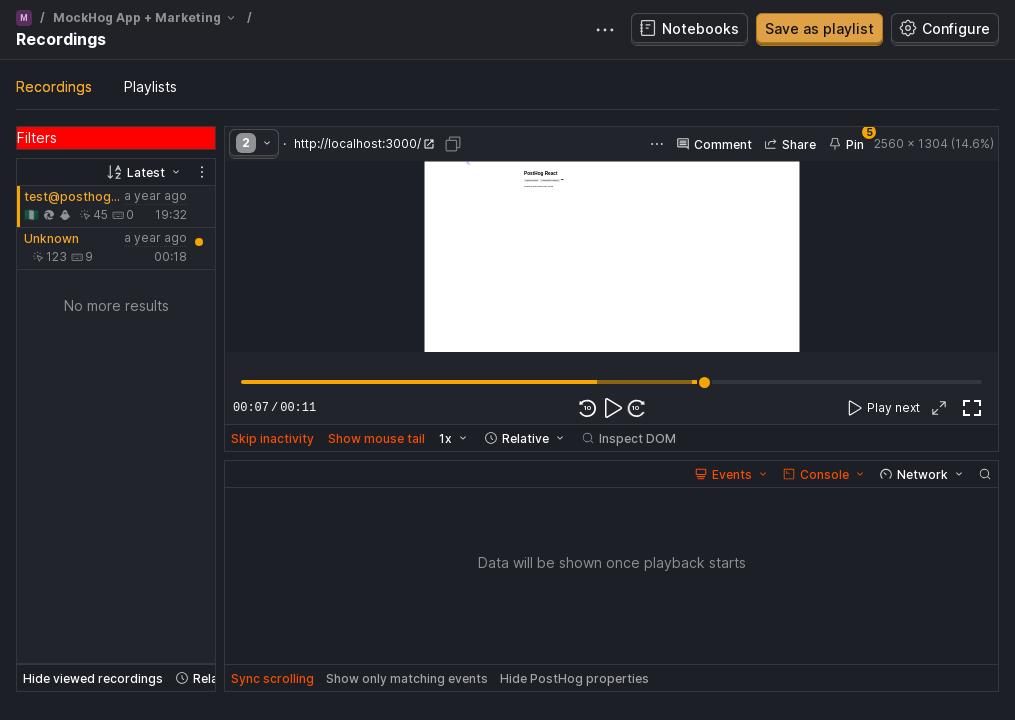 M / MockHog App + Marketing /
Recordings
Notebooks
Save as playlist
Configure
Recordings
Playlists
Filters
Latest
test@posthog... a year ago
45 0 19:32
Unknown a year ago
123 9 00:18
No more results
Hide viewed recordings Rela
2 · http://localhost:3000/
Comment Share Pin 5 2560 × 1304 (14.6%)
PostHog React
00:07 / 00:11
10 10
Play next
Skip inactivity Show mouse tail 1x Relative Inspect DOM
Events Console Network
Data will be shown once playback starts
Sync scrolling Show only matching events Hide PostHog properties